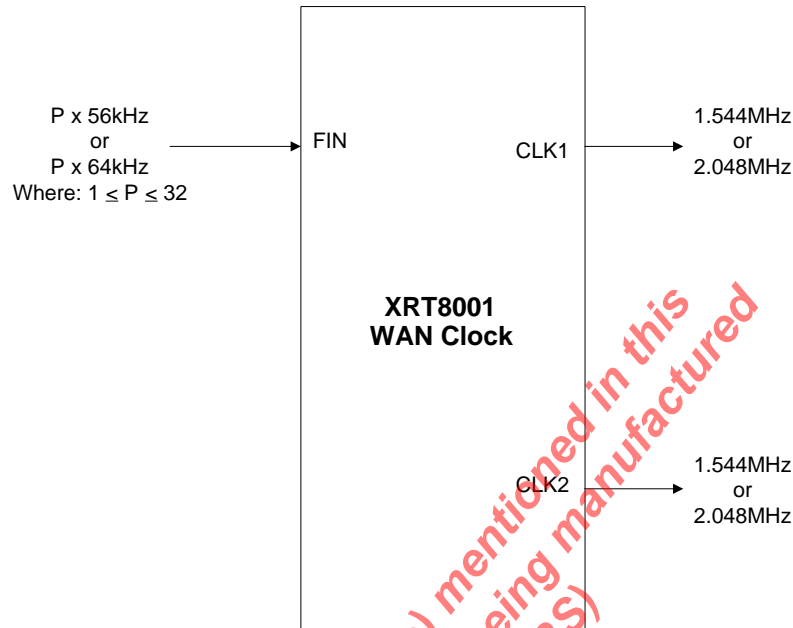 P x 56kHz
or
P x 64kHz
Where: 1 ≤ P ≤ 32
FIN
CLK1
1.544MHz
or
2.048MHz
XRT8001
WAN Clock
CLK2
1.544MHz
or
2.048MHz
mentioned in this
being manufactured